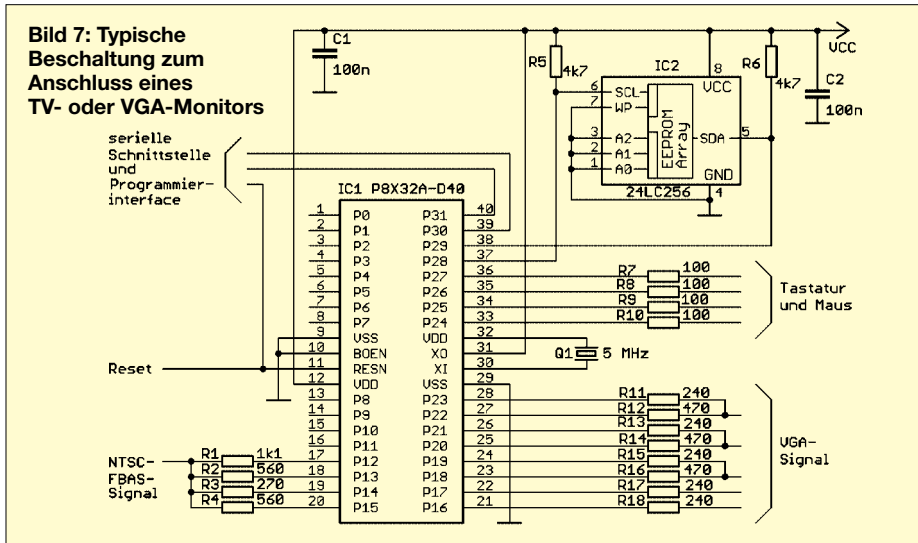 Bild 7: Typische
Beschaltung zum
Anschluss eines
TV- oder VGA-Monitors
C1
100n
R5
4k7
IC2
R6
4k7
VCC
C2
100n
8
VCC
6 SCL
7 WP
3 A2
2 A1
1 A0
EEPROM
Array
SDA 5
GND
4
24LC256
serielle
Schnittstelle
und
Programmier-
interface
IC1 P8X32A-D40
1 P0 P31 40
2 P1 P30 39
3 P2 P29 38
4 P3 P28 37
5 P4 P27 36 R7 100
6 P5 P26 35 R8 100
7 P6 P25 34 R9 100
8 P7 P24 33 R10 100
Tastatur
und Maus
9 VSS VDD 32
10 BOEN XO 31
Q1 5 MHz
Reset
11 RESN XI 30
12 VDD VSS 29
13 P8 P23 28 R11 240
14 P9 P22 27 R12 470
15 P10 P21 26 R13 240
16 P11 P20 25 R14 470
NTSC-
FBAS-
Signal
R1 1k1 17 P12 P19 24 R15 240
R2 560 18 P13 P18 23 R16 470
R3 270 19 P14 P17 22 R17 240
R4 560 20 P15 P16 21 R18 240
VGA-
Signal